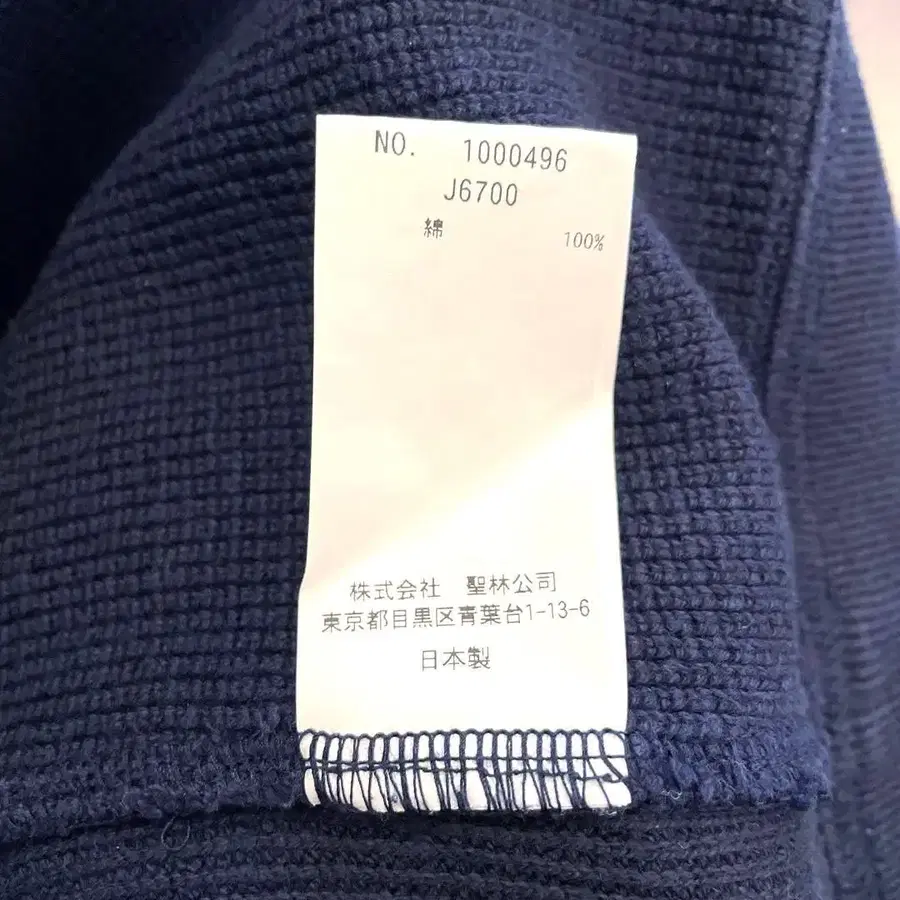 NO. 1000496
J6700
綿 100%
株式会社 聖林公司
東京都目黒区青葉台1-13-6
日本製